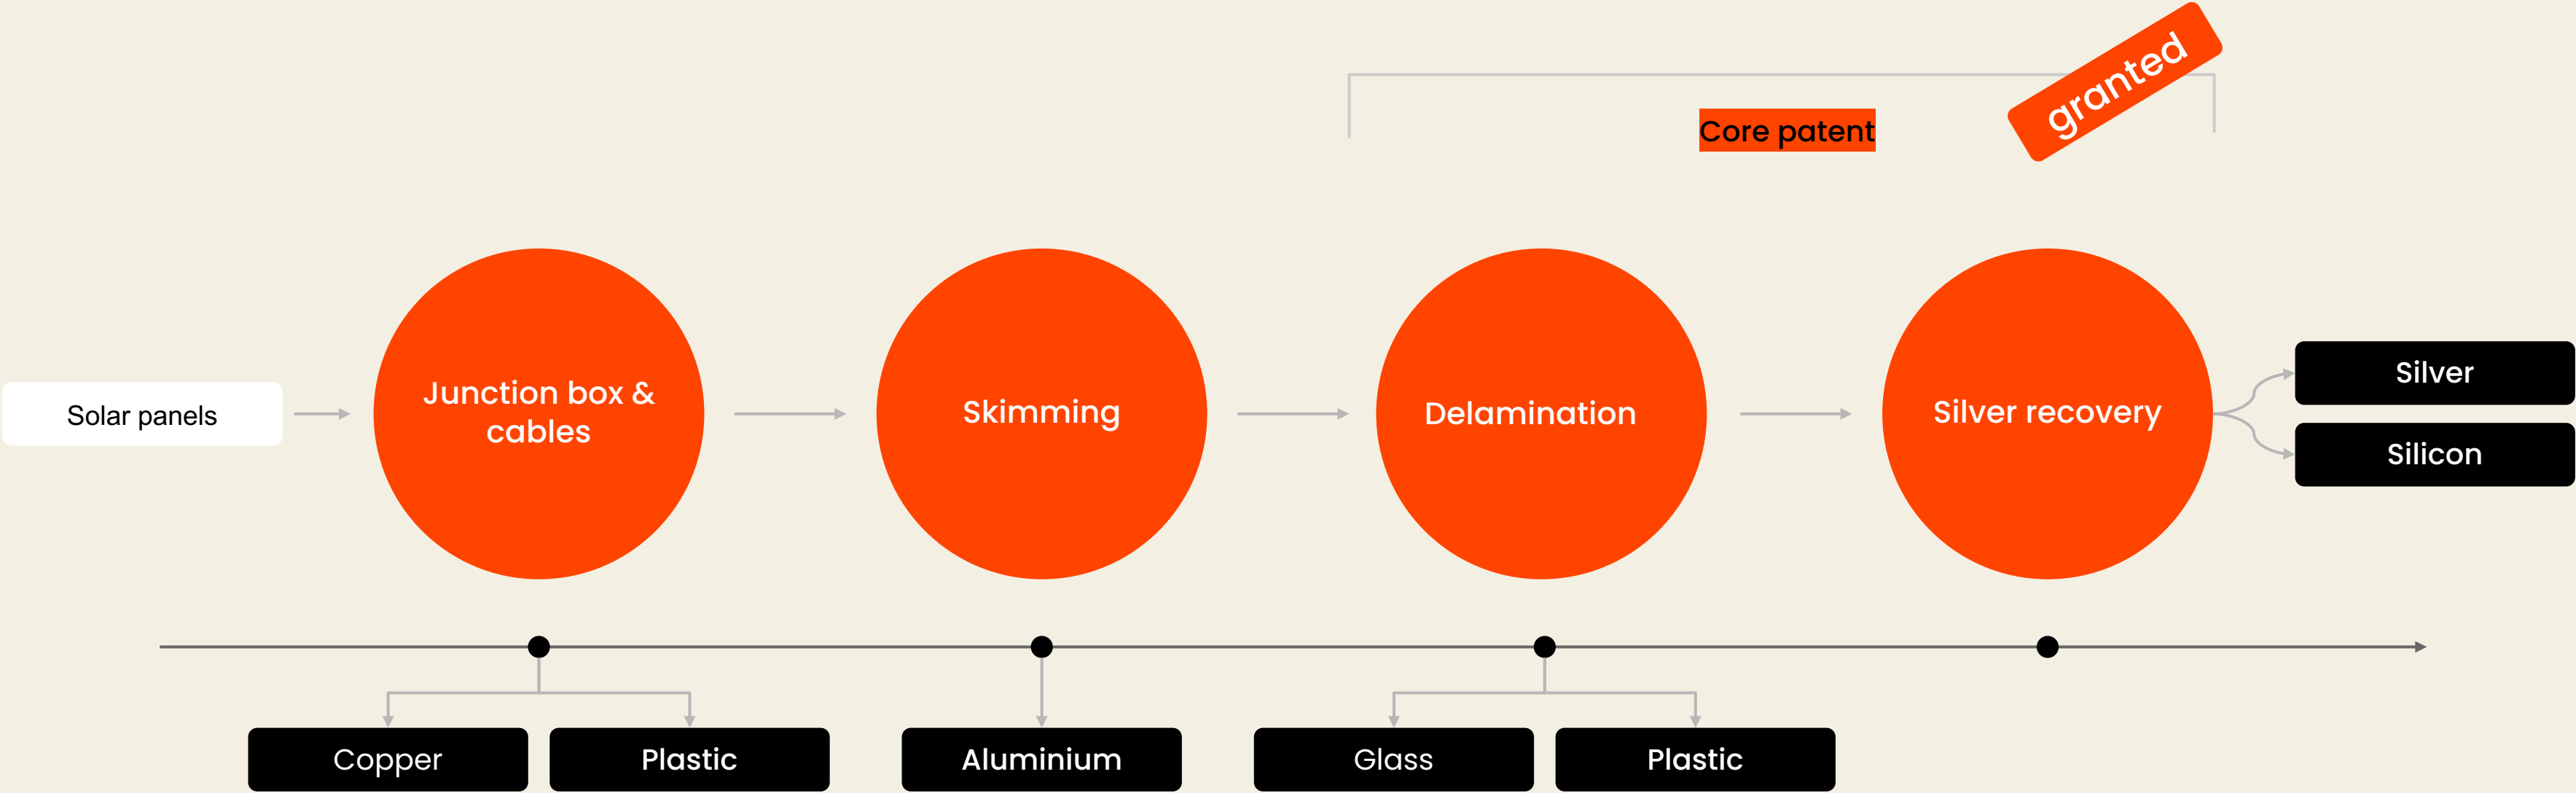 granted
Core patent
Solar panels
Junction box &
cables
Skimming
Delamination
Silver recovery
Silver
Silicon
Copper
Plastic
Aluminium
Glass
Plastic